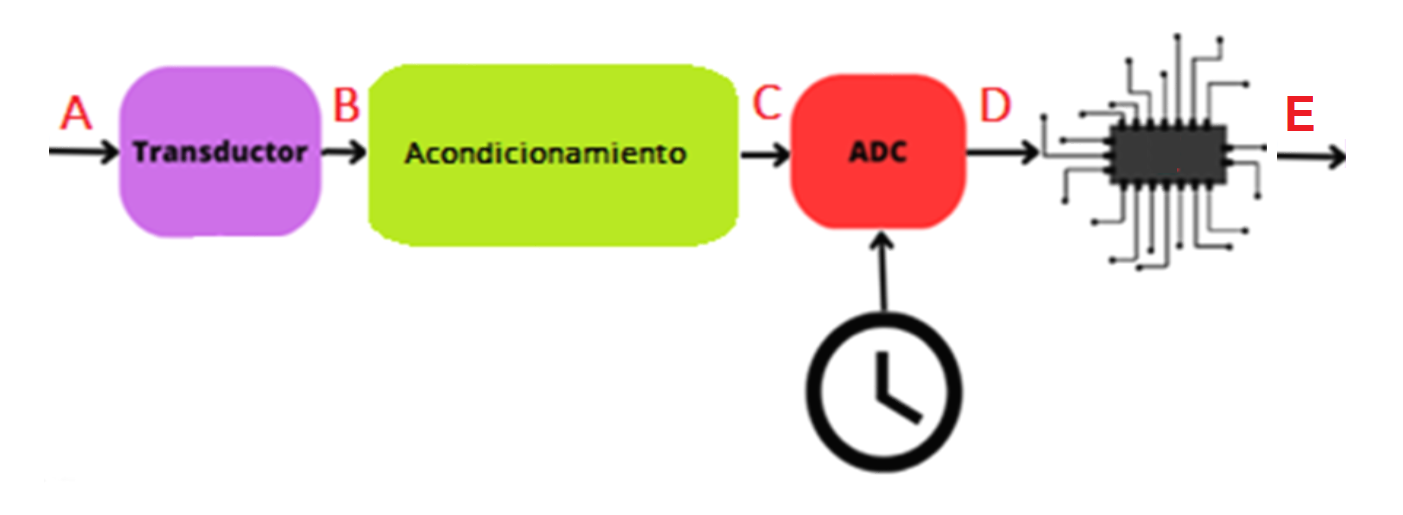 A
Transductor
B
Acondicionamiento
C
ADC
D
E